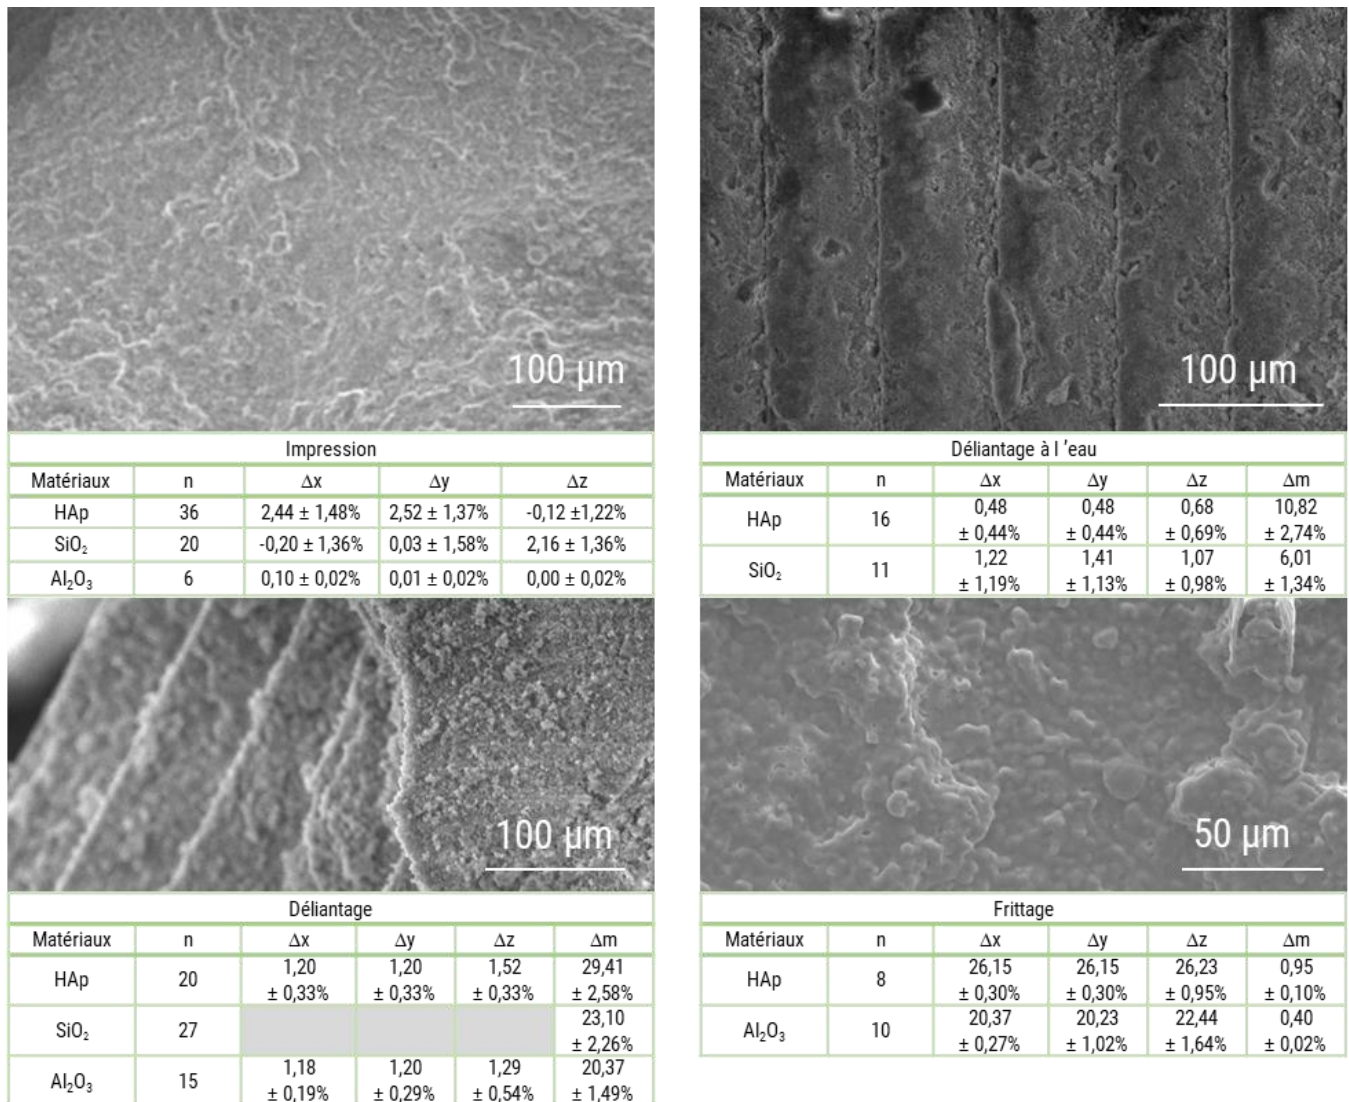 100 µm
Impression
Matériaux n Δx Δy Δz
HAp 36 2,44 ± 1,48% 2,52 ± 1,37% -0,12 ±1,22%
SiO₂ 20 -0,20 ± 1,36% 0,03 ± 1,58% 2,16 ± 1,36%
Al₂O₃ 6 0,10 ± 0,02% 0,01 ± 0,02% 0,00 ± 0,02%
100 µm
Déliantage à l 'eau
Matériaux n Δx Δy Δz Δm
HAp 16 0,48 0,48 0,68 10,82
± 0,44% ± 0,44% ± 0,69% ± 2,74%
SiO₂ 11 1,22 1,41 1,07 6,01
± 1,19% ± 1,13% ± 0,98% ± 1,34%
100 µm
Déliantage
Matériaux n Δx Δy Δz Δm
HAp 20 1,20 1,20 1,52 29,41
± 0,33% ± 0,33% ± 0,33% ± 2,58%
SiO₂ 27 23,10
± 2,26%
Al₂O₃ 15 1,18 1,20 1,29 20,37
± 0,19% ± 0,29% ± 0,54% ± 1,49%
50 µm
Frittage
Matériaux n Δx Δy Δz Δm
HAp 8 26,15 26,15 26,23 0,95
± 0,30% ± 0,30% ± 0,95% ± 0,10%
Al₂O₃ 10 20,37 20,23 22,44 0,40
± 0,27% ± 1,02% ± 1,64% ± 0,02%